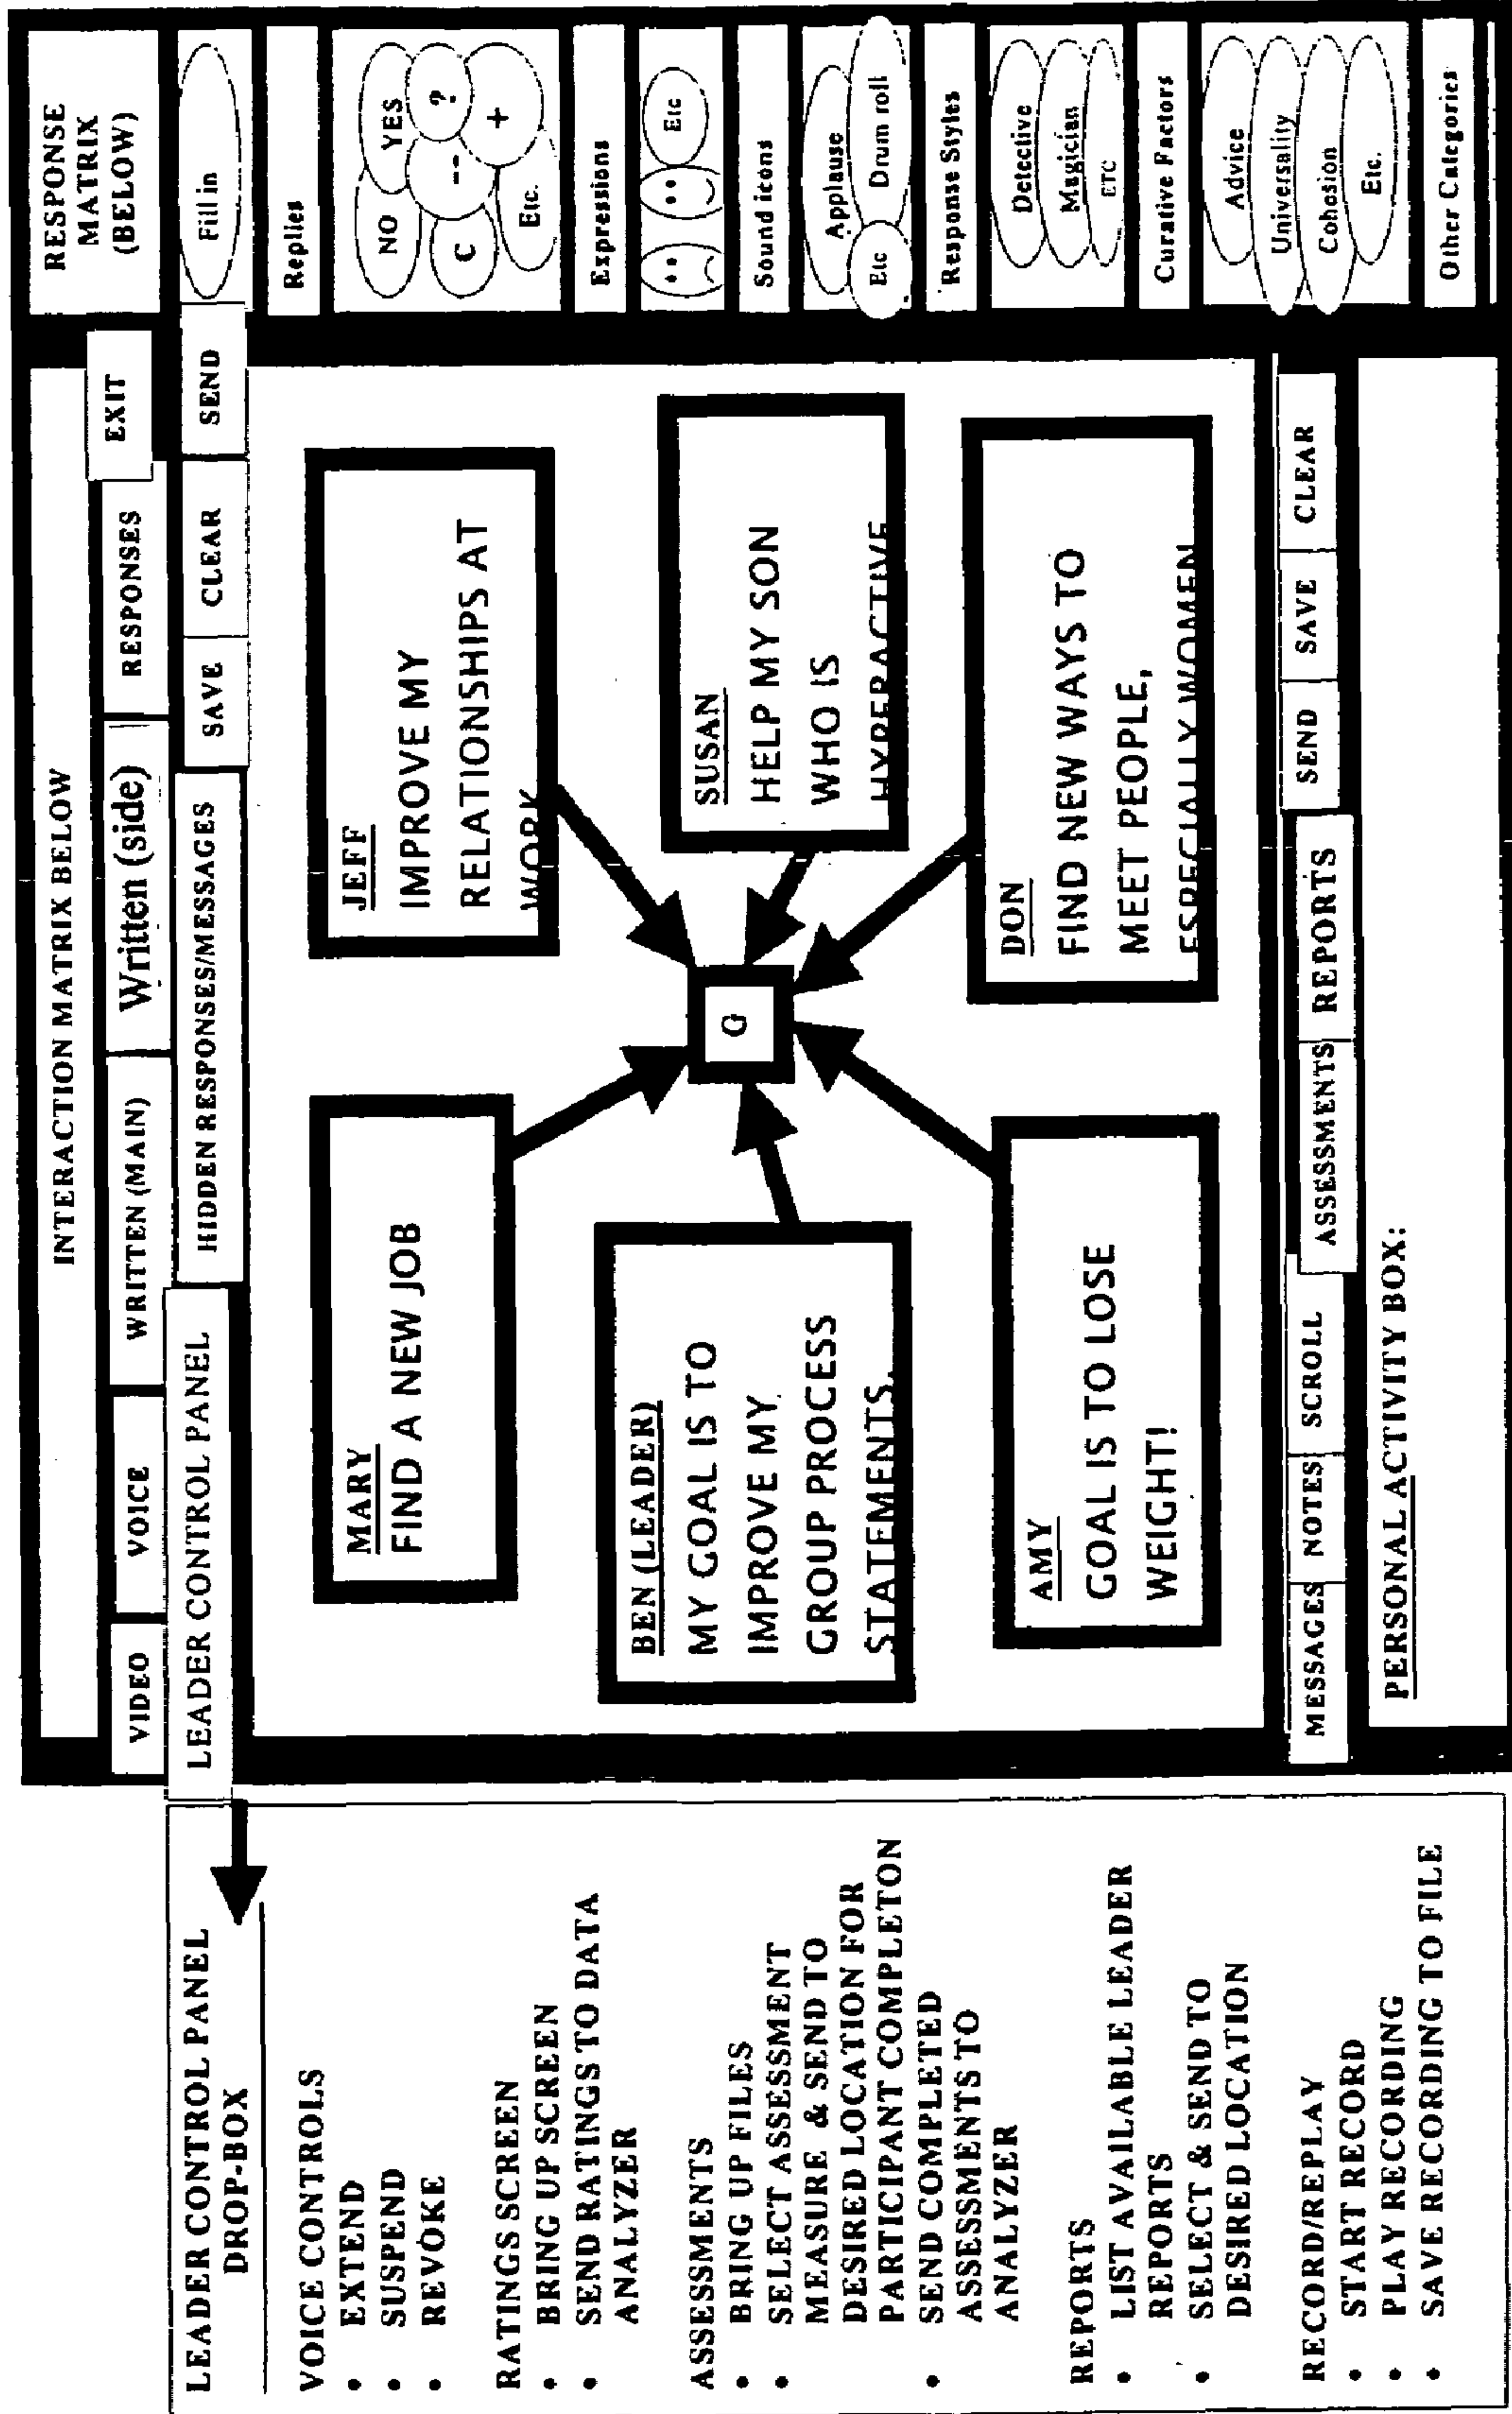 LEADER CONTROL PANEL
DROP-BOX
VOICE CONTROLS
• EXTEND
• SUSPEND
• REVOKE
RATINGS SCREEN
• BRING UP SCREEN
• SEND RATINGS TO DATA
ANALYZER
ASSESSMENTS
• BRING UP FILES
• SELECT ASSESSMENT
MEASURE & SEND TO
DESIRED LOCATION FOR
PARTICIPANT COMPLETON
• SEND COMPLETED
ASSESSMENTS TO
ANALYZER
REPORTS
• LIST AVAILABLE LEADER
REPORTS
• SELECT & SEND TO
DESIRED LOCATION
RECORD/REPLAY
• START RECORD
• PLAY RECORDING
• SAVE RECORDING TO FILE
INTERACTION MATRIX BELOW
VIDEO VOICE WRITTEN (MAIN) Written (side) RESPONSES EXIT
LEADER CONTROL PANEL HIDDEN RESPONSES/MESSAGES SAVE CLEAR SEND
MARY
FIND A NEW JOB
JEFF
IMPROVE MY
RELATIONSHIPS AT
WORK
BEN (LEADER)
MY GOAL IS TO
IMPROVE MY
GROUP PROCESS
STATEMENTS.
G
SUSAN
HELP MY SON
WHO IS
HYPERACTIVE
AMY
GOAL IS TO LOSE
WEIGHT!
DON
FIND NEW WAYS TO
MEET PEOPLE,
ESPECIALLY WOMEN
MESSAGES NOTES SCROLL ASSESSMENTS REPORTS SEND SAVE CLEAR
PERSONAL ACTIVITY BOX:
RESPONSE
MATRIX
(BELOW)
Fill in
Replies
NO YES
C -- ?
Etc. +
Expressions
Etc
Sound icons
Applause
Etc Drum roll
Response Styles
Detective
Magician
ETC
Curative Factors
Advice
Universality
Cohesion
Etc.
Other Categories